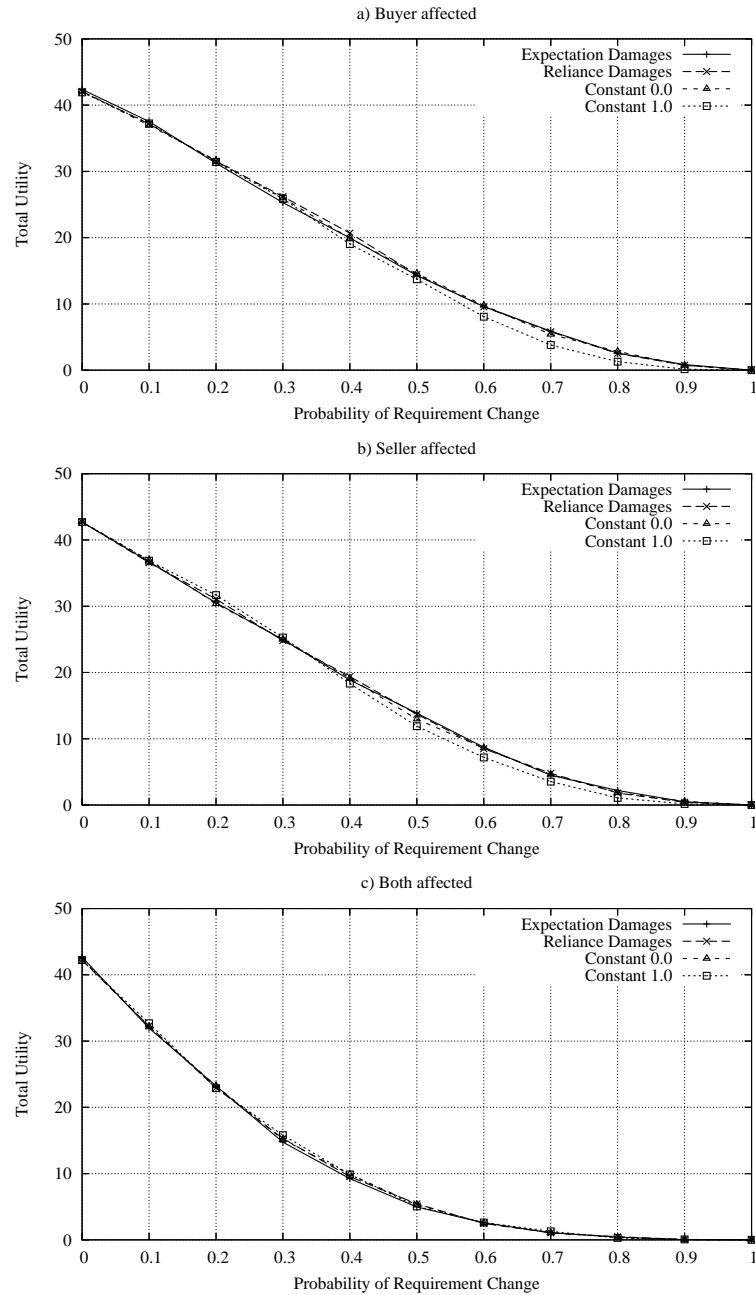 a) Buyer affected
50
40
30
20
10
0
Total Utility
Expectation Damages
Reliance Damages
Constant 0.0
Constant 1.0
0 0.1 0.2 0.3 0.4 0.5 0.6 0.7 0.8 0.9 1
Probability of Requirement Change
b) Seller affected
50
40
30
20
10
0
Total Utility
Expectation Damages
Reliance Damages
Constant 0.0
Constant 1.0
0 0.1 0.2 0.3 0.4 0.5 0.6 0.7 0.8 0.9 1
Probability of Requirement Change
c) Both affected
50
40
30
20
10
0
Total Utility
Expectation Damages
Reliance Damages
Constant 0.0
Constant 1.0
0 0.1 0.2 0.3 0.4 0.5 0.6 0.7 0.8 0.9 1
Probability of Requirement Change